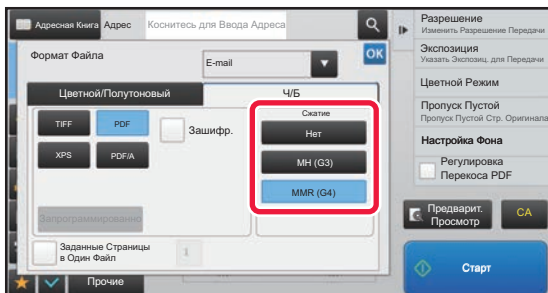 Адресная Книга
Адрес
Коснитесь для Ввода Адреса
Формат Файла
E-mail
OK
Цветной/Полутоновый
Ч/Б
TIFF
PDF
Зашифр.
XPS
PDF/A
Запрограммированно
Сжатие
Нет
MH (G3)
MMR (G4)
Заданные Страницы
в Один Файл
1
Прочие
Разрешение
Изменить Разрешение Передачи
Экспозиция
Указать Экспозиц. для Передачи
Цветной Режим
Пропуск Пустой
Пропуск Пустой Стр. Оригинала
Настройка Фона
Регулировка
Перекоса PDF
Предварит.
Просмотр
CA
Старт